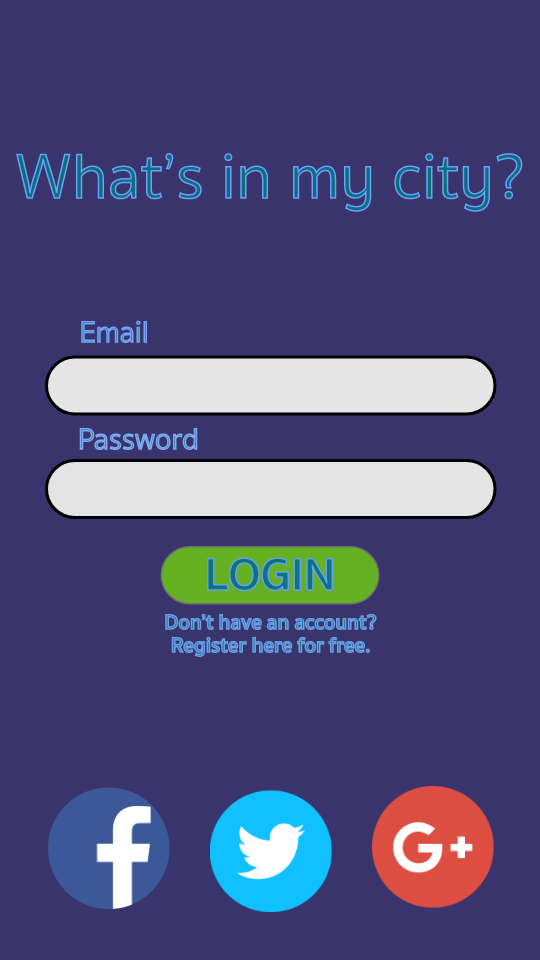 What’s in my city?
Email
Password
LOGIN
Don’t have an account?
Register here for free.
f
G+